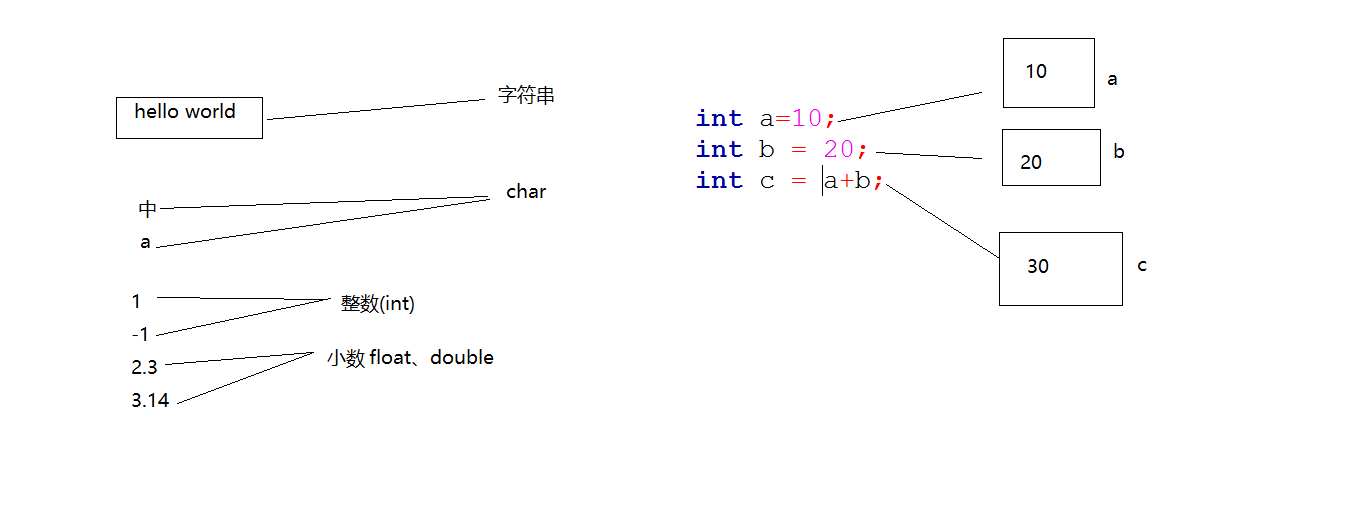 hello world
字符串
中
a
char
1
-1
整数(int)
2.3
3.14
小数 float、double
int a=10;
int b = 20;
int c = a+b;
10
a
20
b
30
c